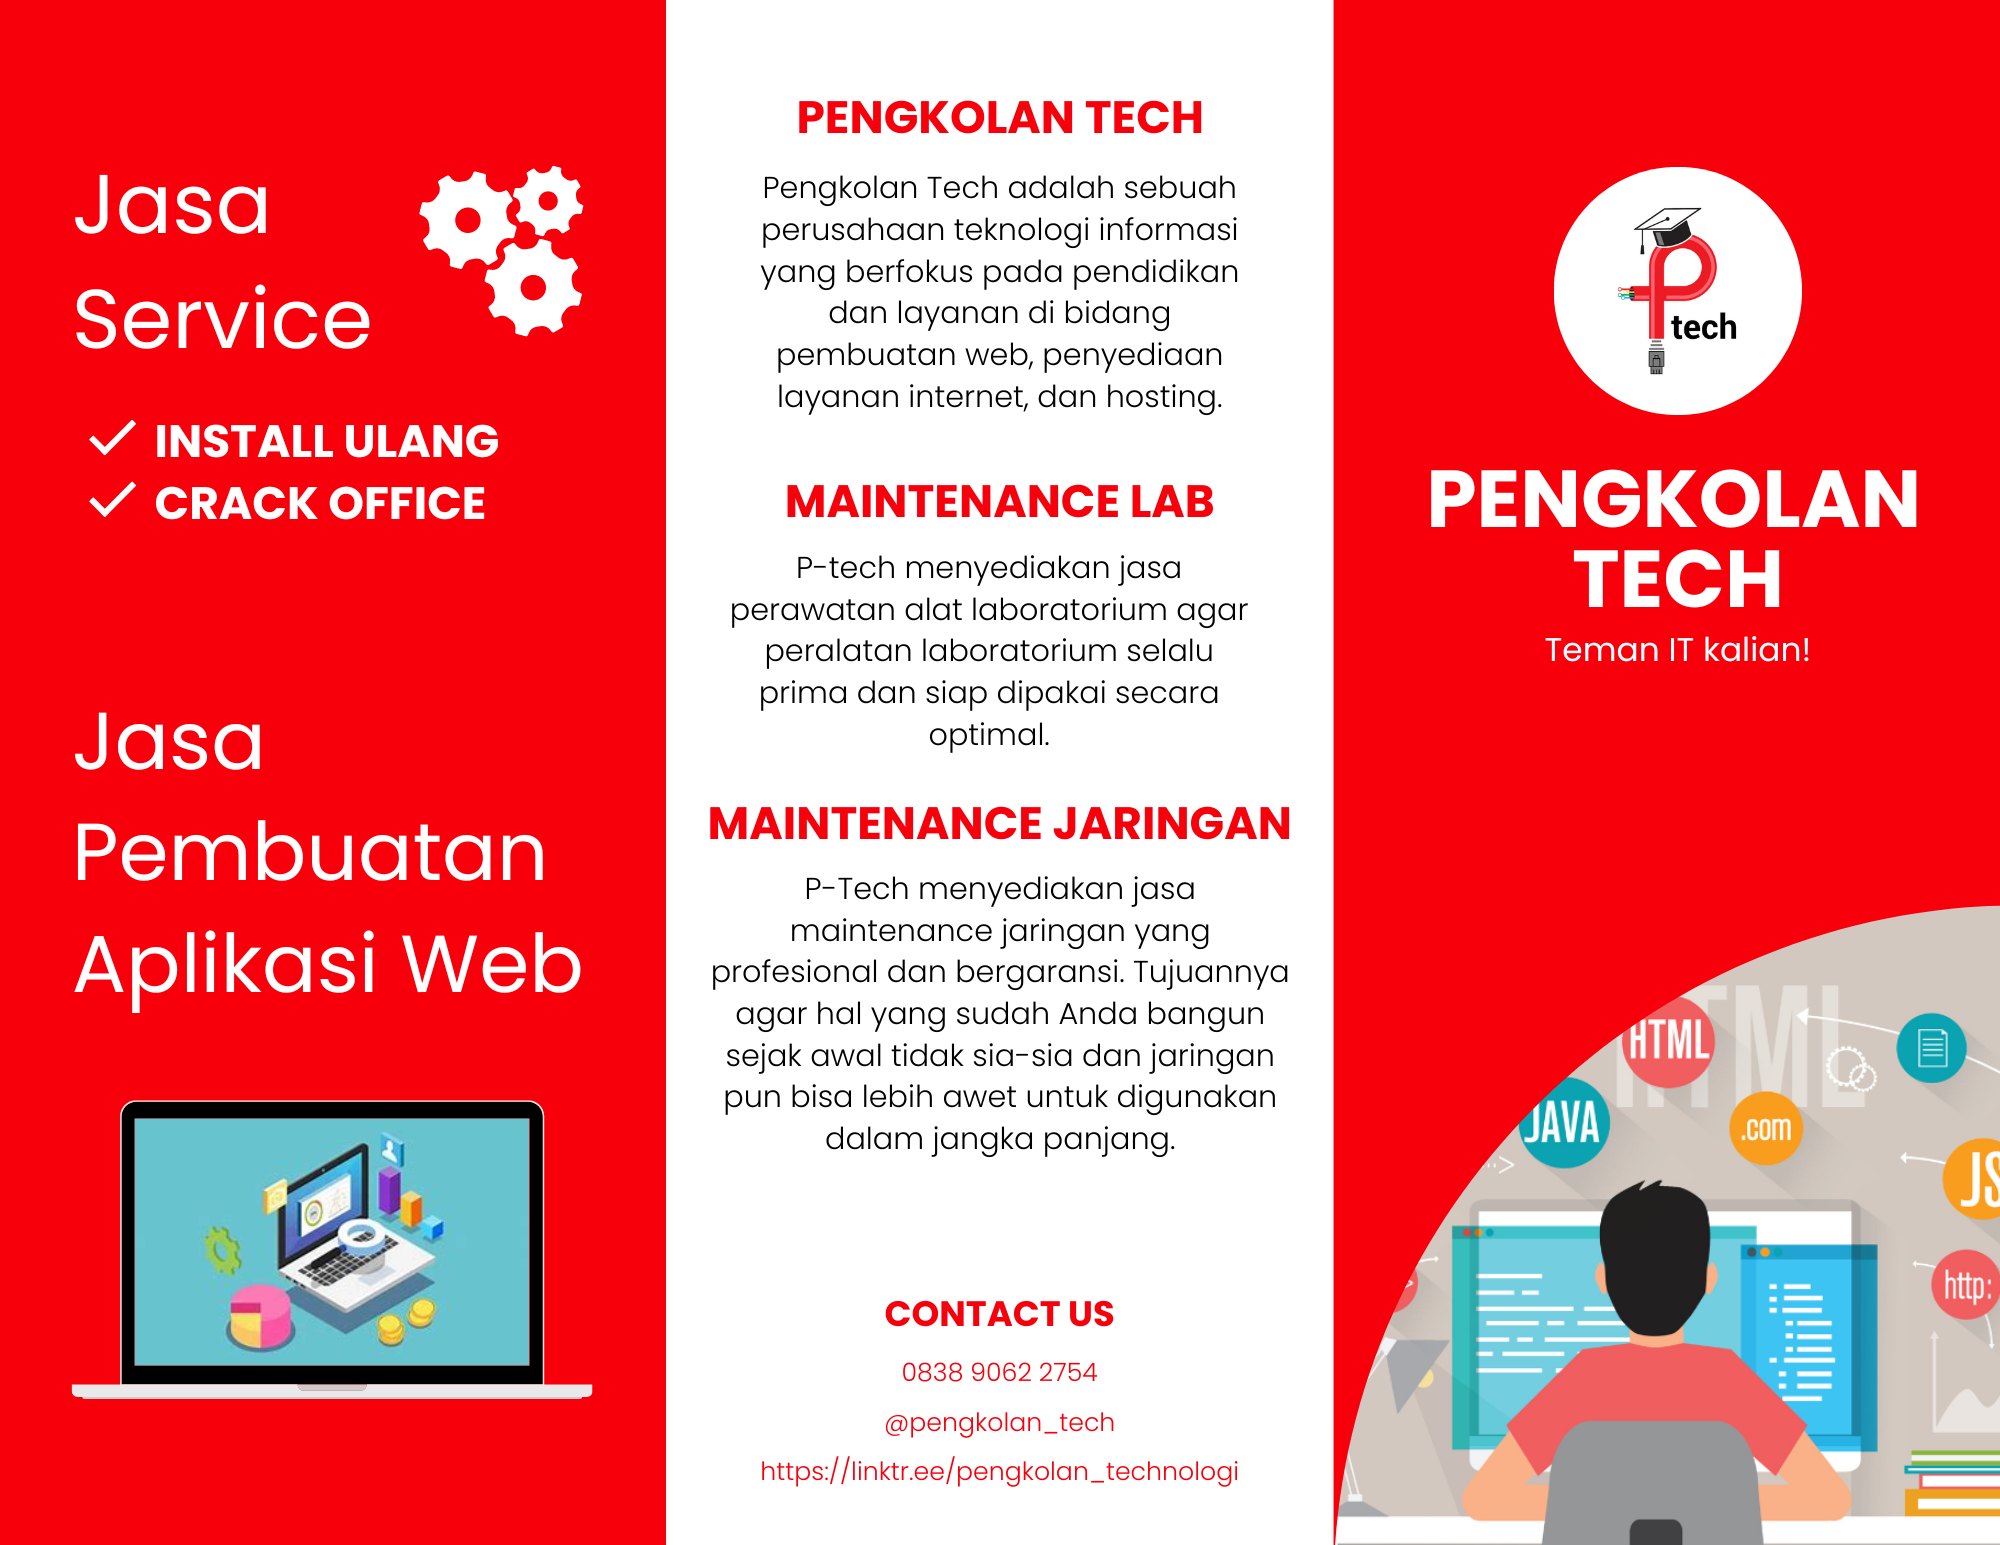 Jasa
Service
INSTALL ULANG
CRACK OFFICE
Jasa
Pembuatan
Aplikasi Web
PENGKOLAN TECH
Pengkolan Tech adalah sebuah
perusahaan teknologi informasi
yang berfokus pada pendidikan
dan layanan di bidang
pembuatan web, penyediaan
layanan internet, dan hosting.
MAINTENANCE LAB
P-tech menyediakan jasa
perawatan alat laboratorium agar
peralatan laboratorium selalu
prima dan siap dipakai secara
optimal.
MAINTENANCE JARINGAN
P-Tech menyediakan jasa
maintenance jaringan yang
profesional dan bergaransi. Tujuannya
agar hal yang sudah Anda bangun
sejak awal tidak sia-sia dan jaringan
pun bisa lebih awet untuk digunakan
dalam jangka panjang.
CONTACT US
0838 9062 2754
@pengkolan_tech
https://linktr.ee/pengkolan_technologi
P
tech
PENGKOLAN
TECH
Teman IT kalian!
HTML
HTML
JAVA
.com
JS
http: